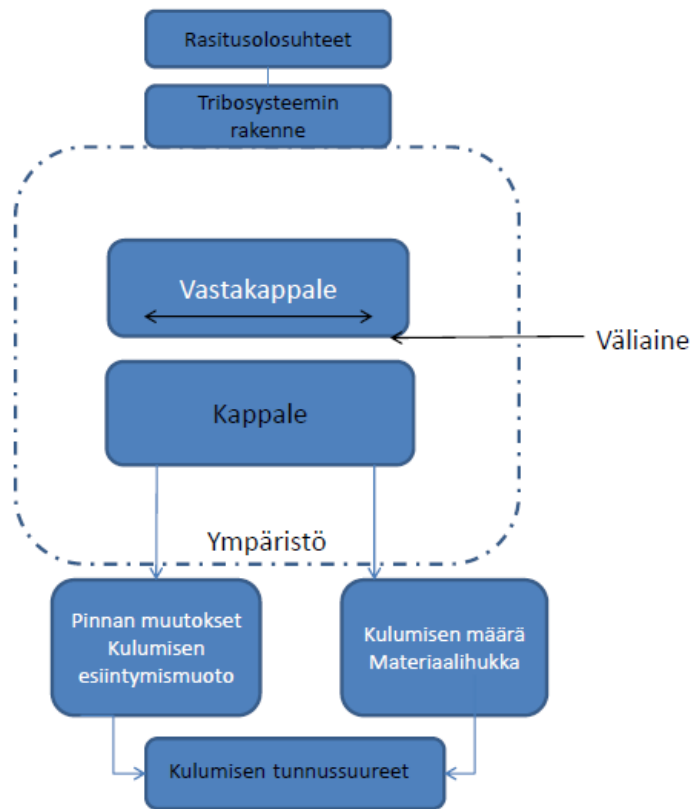 Rasitusolosuhteet
Tribosysteemin
rakenne
Vastakappale
Väliaine
Kappale
Ympäristö
Pinnan muutokset
Kulumisen
esiintymismuoto
Kulumisen määrä
Materiaalihukka
Kulumisen tunnussuureet